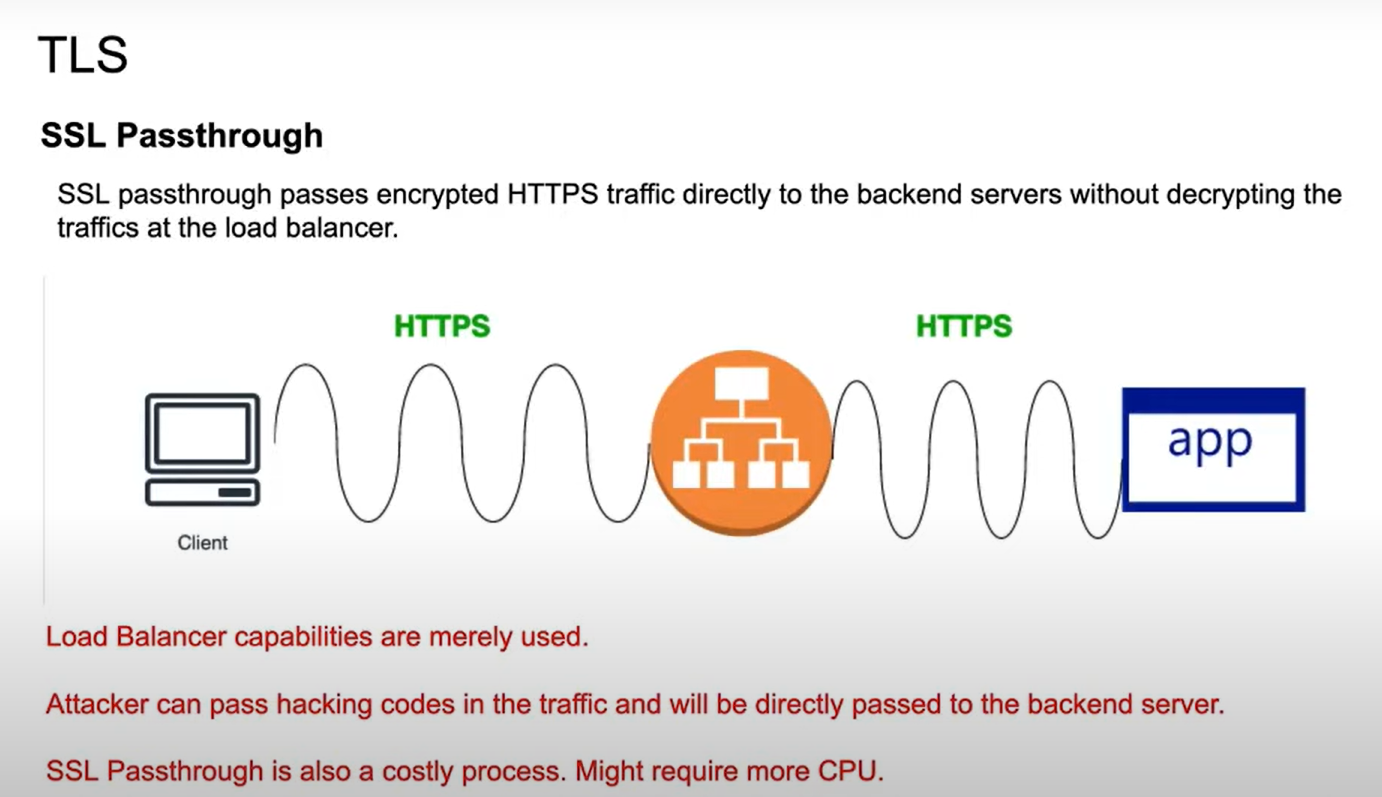 TLS
SSL Passthrough
SSL passthrough passes encrypted HTTPS traffic directly to the backend servers without decrypting the
traffics at the load balancer.
HTTPS
HTTPS
app
Client
Load Balancer capabilities are merely used.
Attacker can pass hacking codes in the traffic and will be directly passed to the backend server.
SSL Passthrough is also a costly process. Might require more CPU.